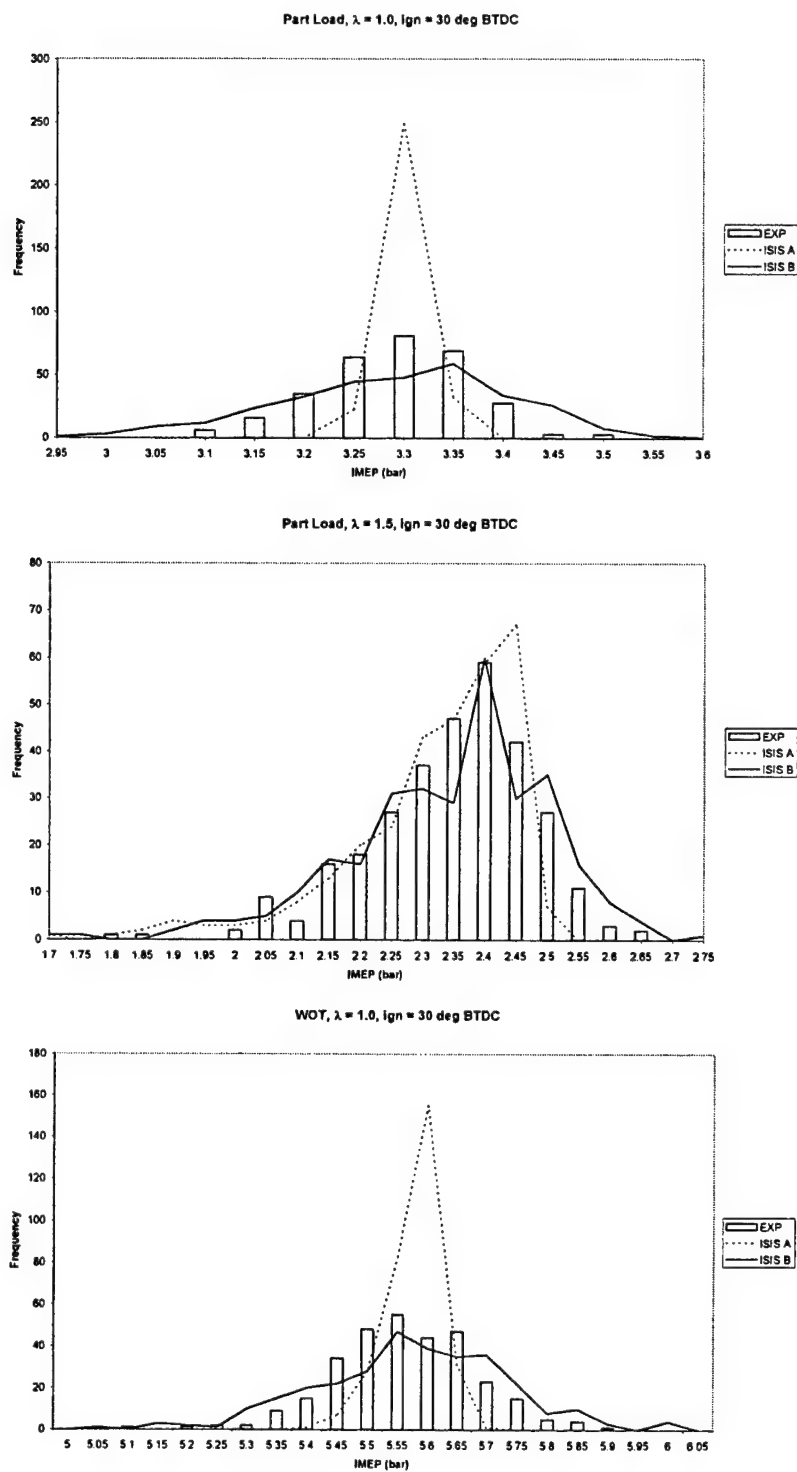 Part Load, λ = 1.0, ign = 30 deg BTDC
300
250
200
150
100
50
0
Frequency
2.95 3 3.05 3.1 3.15 3.2 3.25 3.3 3.35 3.4 3.45 3.5 3.55 3.6
IMEP (bar)
EXP
ISIS A
ISIS B
Part Load, λ = 1.5, ign = 30 deg BTDC
80
70
60
50
40
30
20
10
0
Frequency
1.7 1.75 1.8 1.85 1.9 1.95 2 2.05 2.1 2.15 2.2 2.25 2.3 2.35 2.4 2.45 2.5 2.55 2.6 2.65 2.7 2.75
IMEP (bar)
EXP
ISIS A
ISIS B
WOT, λ = 1.0, ign = 30 deg BTDC
180
160
140
120
100
80
60
40
20
0
Frequency
5 5.05 5.1 5.15 5.2 5.25 5.3 5.35 5.4 5.45 5.5 5.55 5.6 5.65 5.7 5.75 5.8 5.85 5.9 5.95 6 6.05
IMEP (bar)
EXP
ISIS A
ISIS B